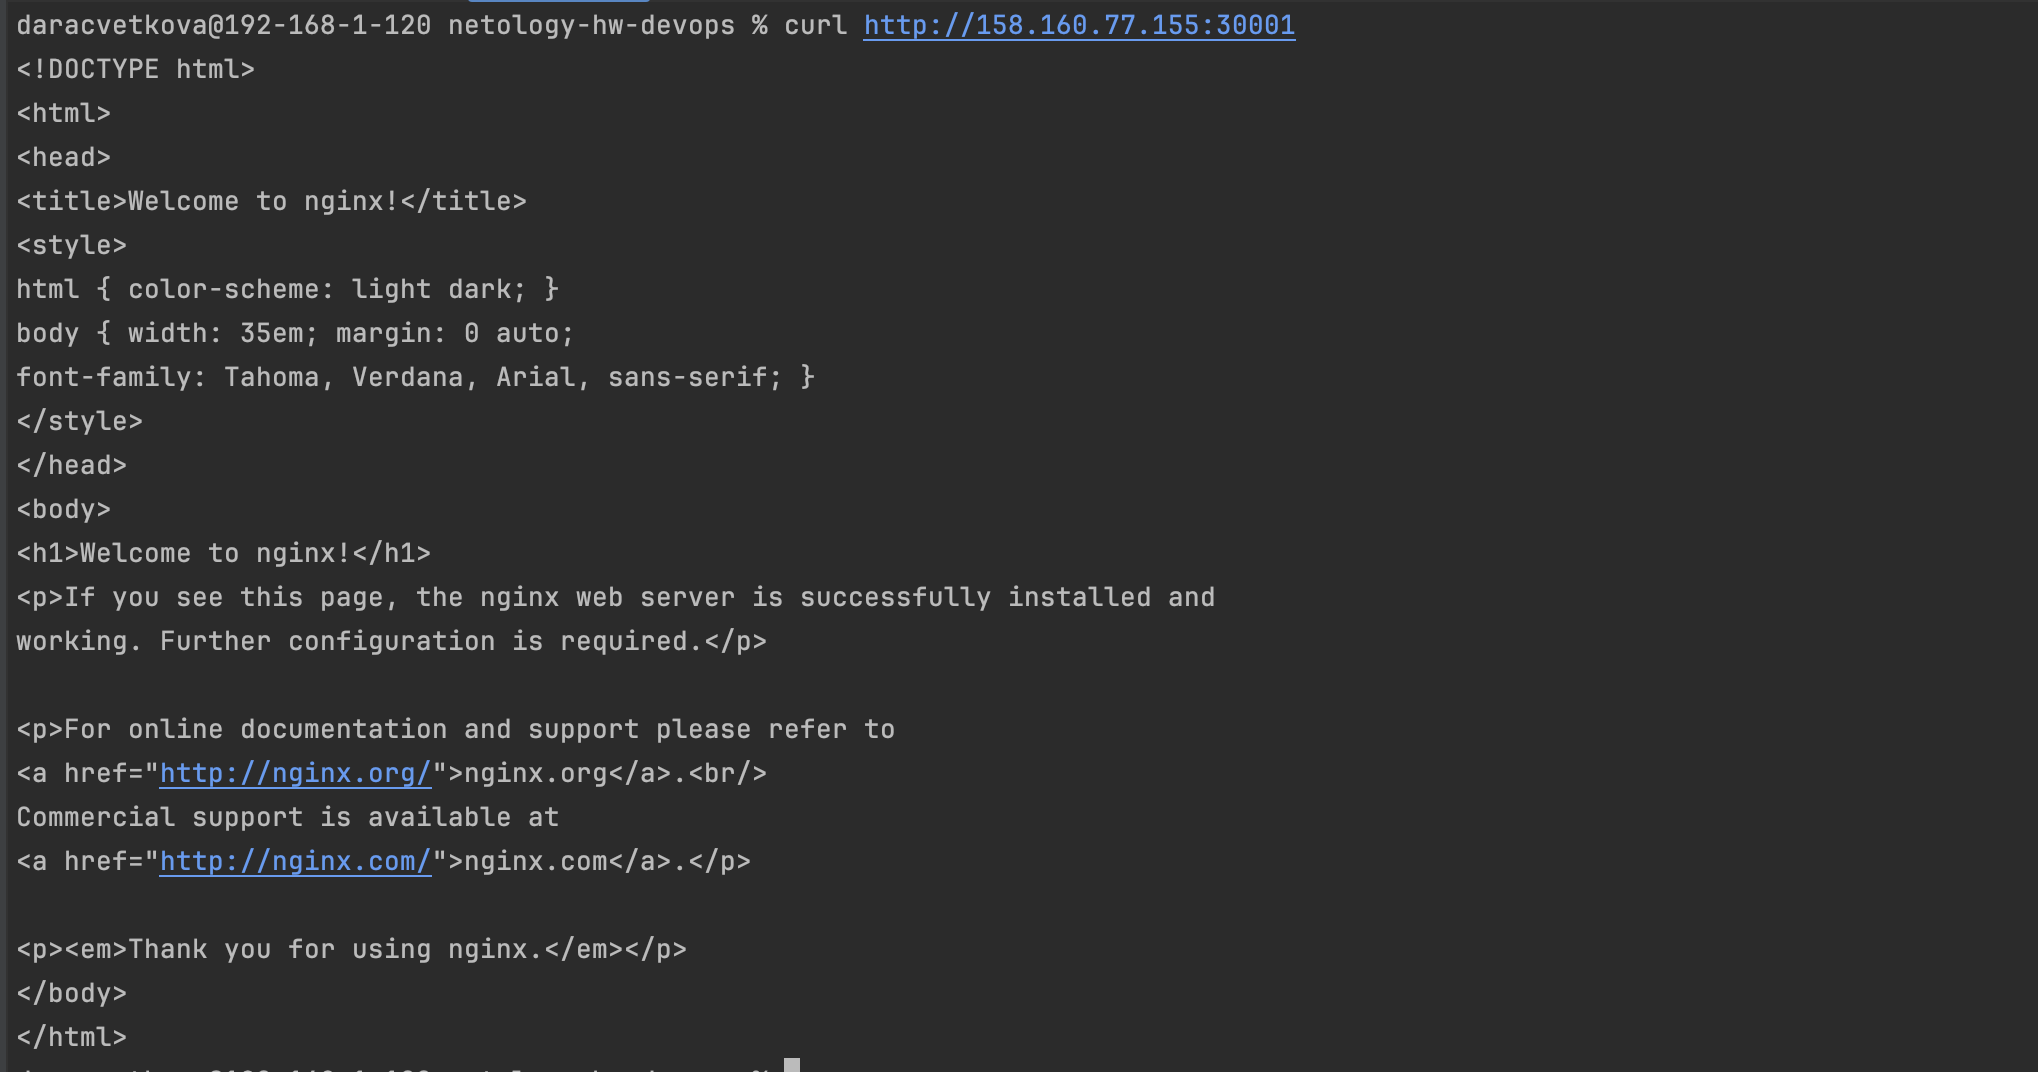 daracvetkova@192-168-1-120 netology-hw-devops % curl http://158.160.77.155:30001
<!DOCTYPE html>
<html>
<head>
<title>Welcome to nginx!</title>
<style>
html { color-scheme: light dark; }
body { width: 35em; margin: 0 auto;
font-family: Tahoma, Verdana, Arial, sans-serif; }
</style>
</head>
<body>
<h1>Welcome to nginx!</h1>
<p>If you see this page, the nginx web server is successfully installed and
working. Further configuration is required.</p>

<p>For online documentation and support please refer to
<a href="http://nginx.org/">nginx.org</a>.<br/>
Commercial support is available at
<a href="http://nginx.com/">nginx.com</a>.</p>

<p><em>Thank you for using nginx.</em></p>
</body>
</html>